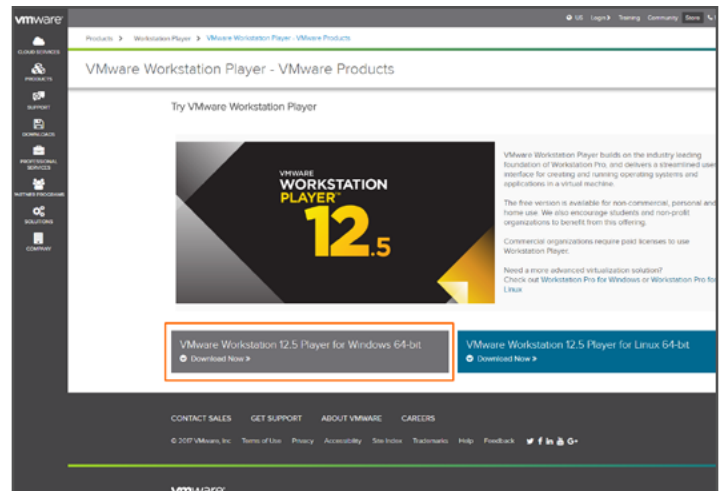 vmware
US Login Training Community Store
Products > Workstation Player > VMware Workstation Player - VMware Products
CLOUD SERVICES
PRODUCTS
SUPPORT
DOWNLOADS
PROFESSIONAL
SERVICES
PARTNER PROGRAMS
SOLUTIONS
COMPANY
VMware Workstation Player - VMware Products
Try VMware Workstation Player
VMWARE
WORKSTATION
PLAYER™
12.5
VMware Workstation Player builds on the industry leading
foundation of Workstation Pro, and delivers a streamlined user
interface for creating and running operating systems and
applications in a virtual machine.
The free version is available for non-commercial, personal and
home use. We also encourage students and non-profit
organizations to benefit from this offering.
Commercial organizations require paid licenses to use
Workstation Player.
Need a more advanced virtualization solution?
Check out Workstation Pro for Windows or Workstation Pro for
Linux
VMware Workstation 12.5 Player for Windows 64-bit
Download Now >
VMware Workstation 12.5 Player for Linux 64-bit
Download Now >
CONTACT SALES GET SUPPORT ABOUT VMWARE CAREERS
© 2017 VMware, Inc Terms of Use Privacy Accessibility Site Index Trademarks Help Feedback
vmware